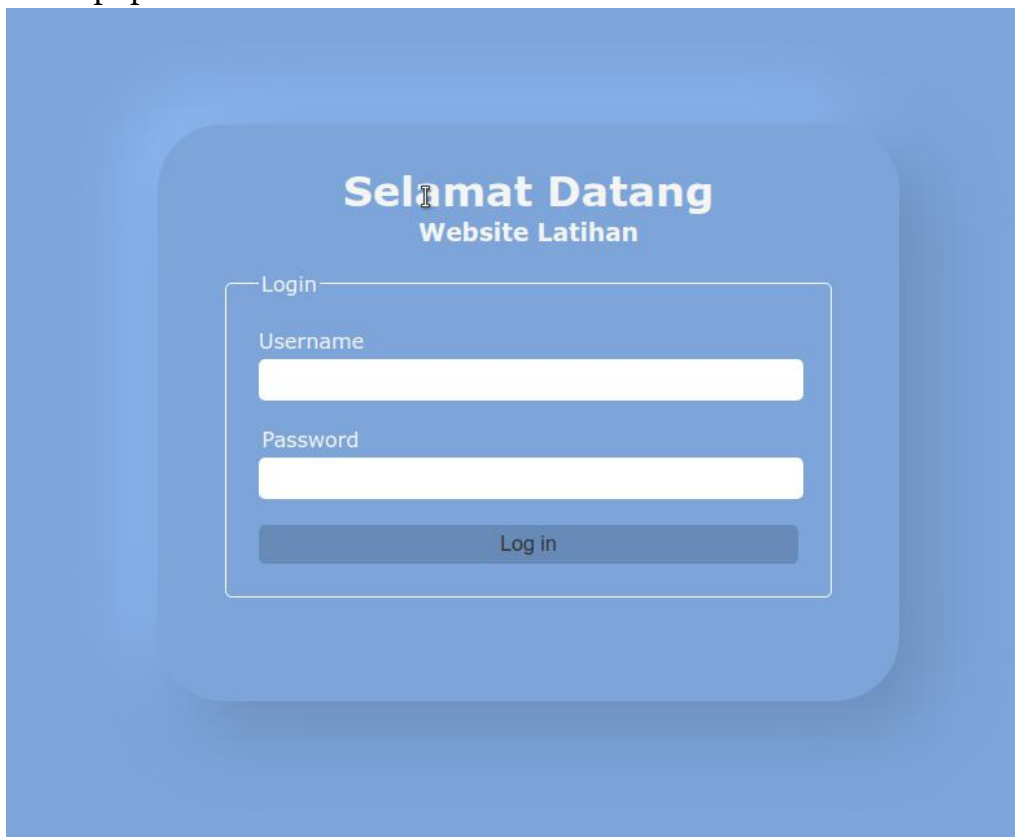 Selamat Datang
Website Latihan
Login
Username
Password
Log in